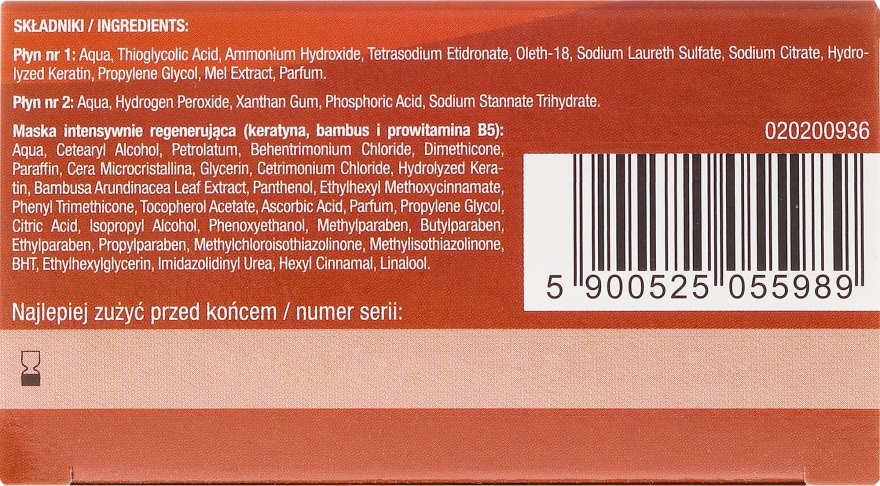 SKŁADNIKI / INGREDIENTS:
Płyn nr 1: Aqua, Thioglycolic Acid, Ammonium Hydroxide, Tetrasodium Etidronate, Oleth-18, Sodium Laureth Sulfate, Sodium Citrate, Hydro-
lyzed Keratin, Propylene Glycol, Mel Extract, Parfum.
Płyn nr 2: Aqua, Hydrogen Peroxide, Xanthan Gum, Phosphoric Acid, Sodium Stannate Trihydrate.
Maska intensywnie regenerująca (keratyna, bambus i prowitamina B5):
Aqua, Cetearyl Alcohol, Petrolatum, Behentrimonium Chloride, Dimethicone,
Paraffin, Cera Microcristallina, Glycerin, Cetrimonium Chloride, Hydrolyzed Kera-
tin, Bambusa Arundinacea Leaf Extract, Panthenol, Ethylhexyl Methoxycinnamate,
Phenyl Trimethicone, Tocopherol Acetate, Ascorbic Acid, Parfum, Propylene Glycol,
Citric Acid, Isopropyl Alcohol, Phenoxyethanol, Methylparaben, Butylparaben,
Ethylparaben, Propylparaben, Methylchloroisothiazolinone, Methylisothiazolinone,
BHT, Ethylhexylglycerin, Imidazolidinyl Urea, Hexyl Cinnamal, Linalool.
020200936
5 900525 055989
Najlepiej zużyć przed końcem / numer serii: